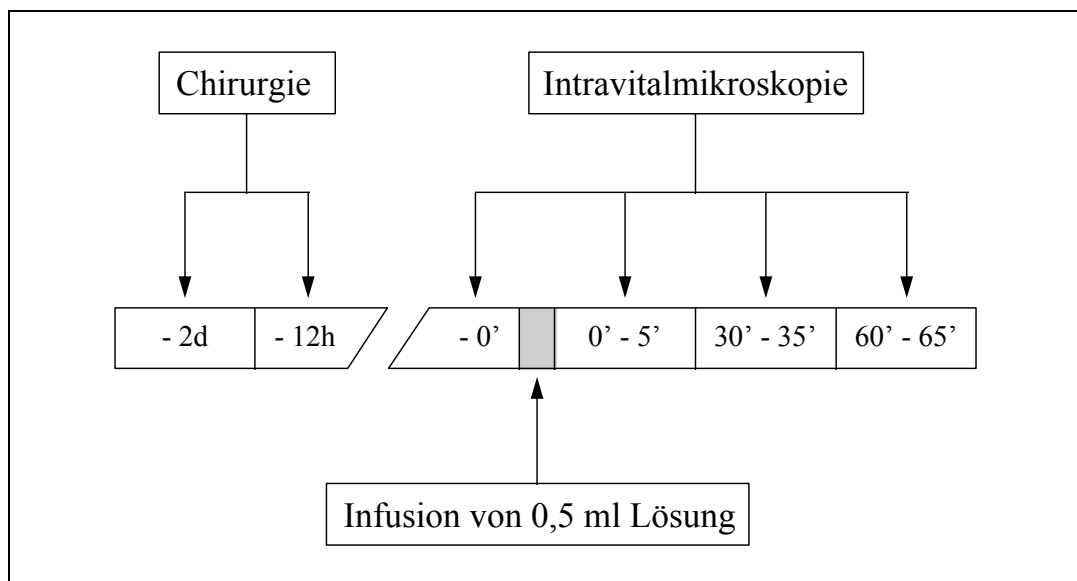 Chirurgie
Intravitalmikroskopie
- 2d
- 12h
- 0’
0’ - 5’
30’ - 35’
60’ - 65’
Infusion von 0,5 ml Lösung